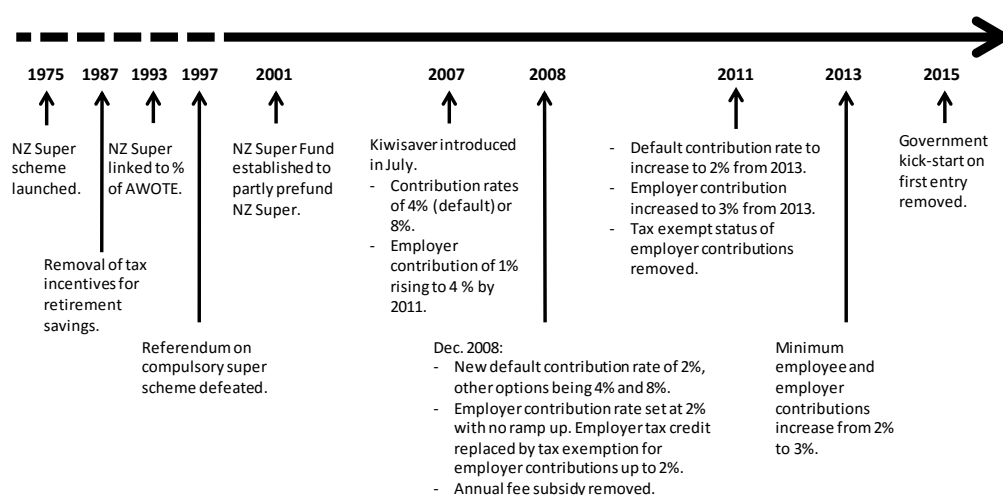 1975 1987 1993 1997 2001 2007 2008 2011 2013 2015
NZ Super
scheme
launched.
Removal of tax
incentives for
retirement
savings.
NZ Super
linked to %
of AWOTE.
Referendum on
compulsory super
scheme defeated.
NZ Super Fund
established to
partly prefund
NZ Super.
Kiwisaver introduced
in July.
- Contribution rates
of 4% (default) or
8%.
- Employer
contribution of 1%
rising to 4 % by
2011.
Dec. 2008:
- New default contribution rate of 2%,
other options being 4% and 8%.
- Employer contribution rate set at 2%
with no ramp up. Employer tax credit
replaced by tax exemption for
employer contributions up to 2%.
- Annual fee subsidy removed.
- Default contribution rate to
increase to 2% from 2013.
- Employer contribution
increased to 3% from 2013.
- Tax exempt status of
employer contributions
removed.
Minimum
employee and
employer
contributions
increase from 2%
to 3%.
Government
kick-start on
first entry
removed.